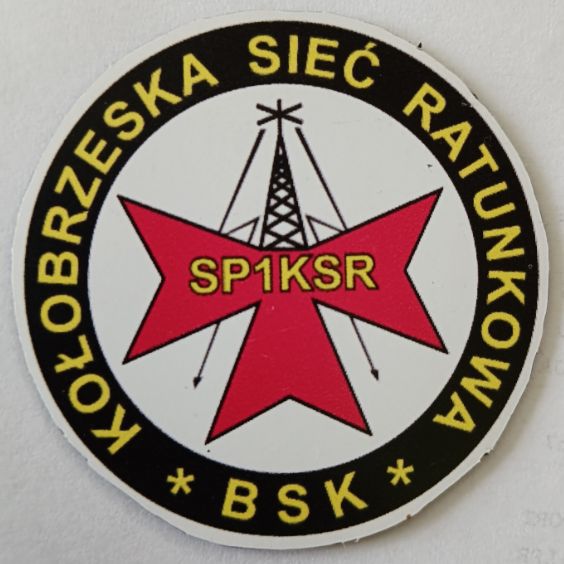 KOŁOBRZESKA SIEĆ RATUNKOWA
SP1KSR
* BSK *